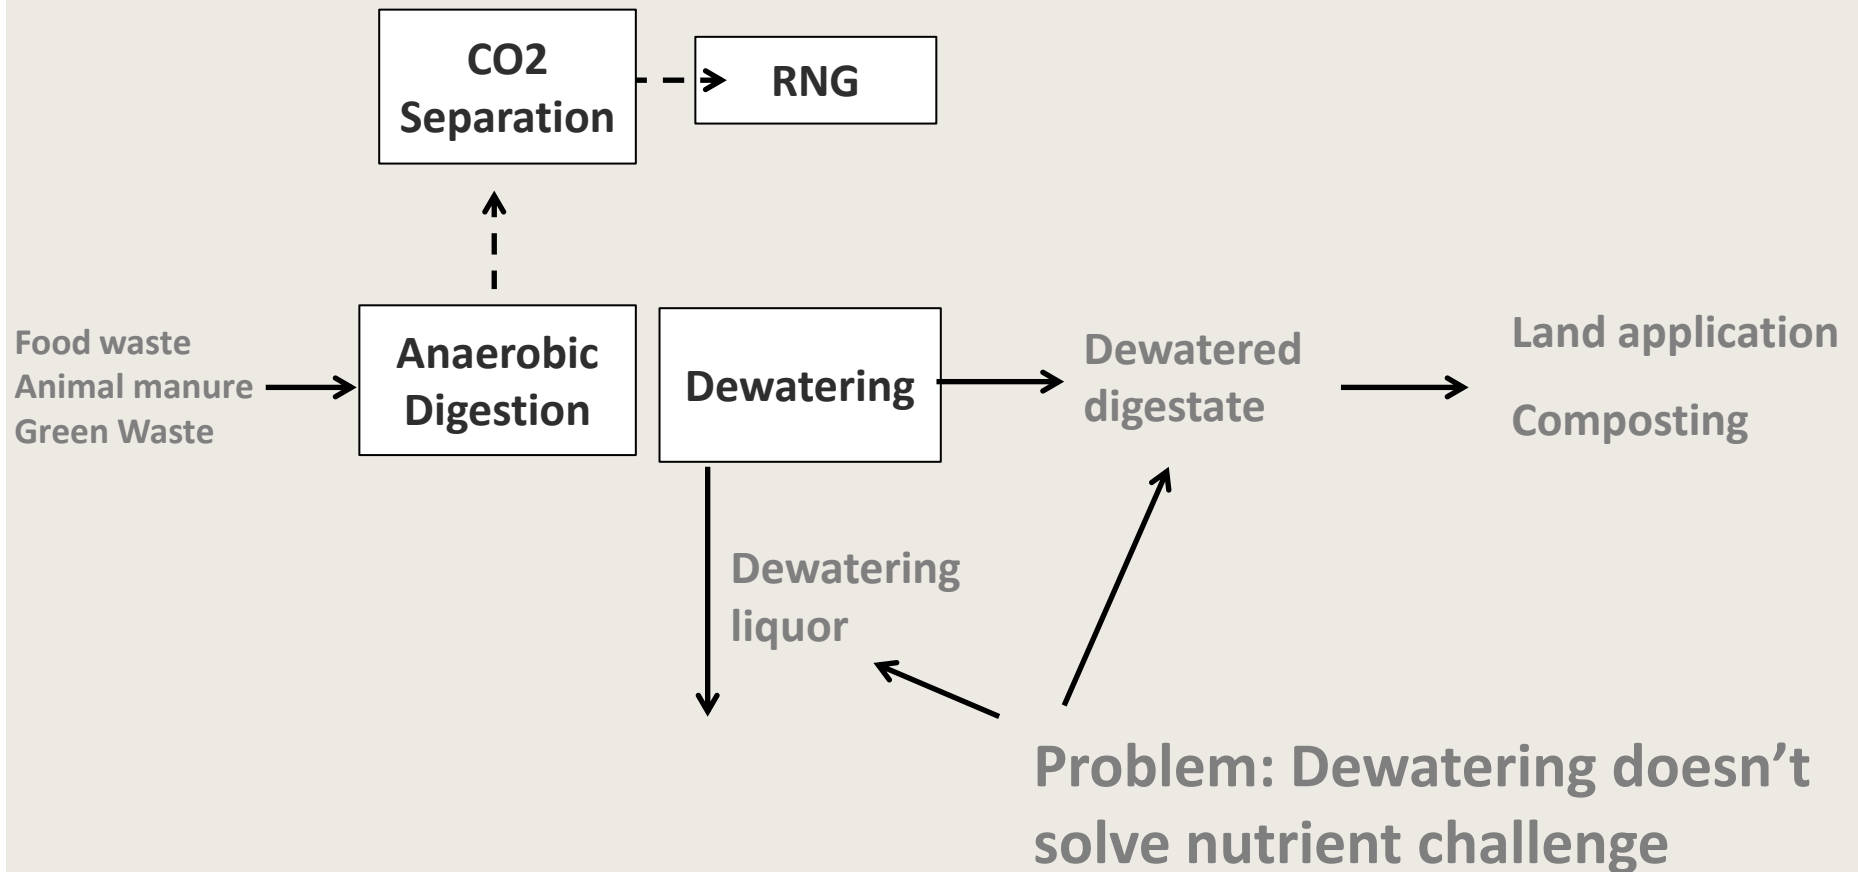 CO2
Separation
RNG
Food waste
Animal manure
Green Waste
Anaerobic
Digestion
Dewatering
Dewatered
digestate
Land application
Composting
Dewatering
liquor
Problem: Dewatering doesn’t
solve nutrient challenge